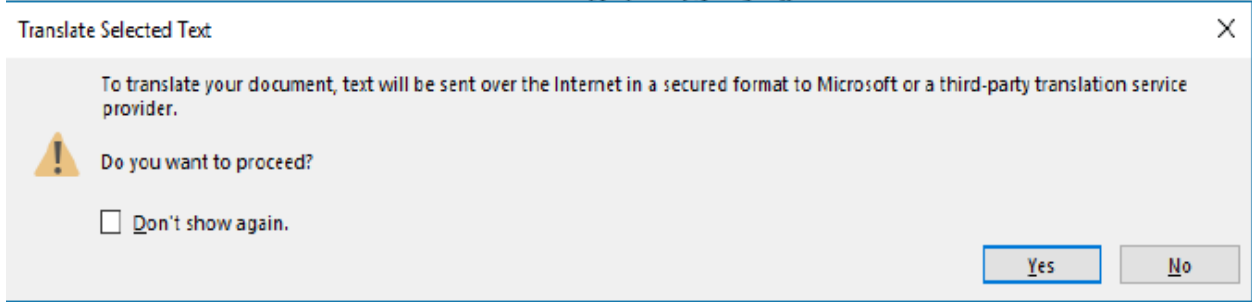 Translate Selected Text
To translate your document, text will be sent over the Internet in a secured format to Microsoft or a third-party translation service
provider.
Do you want to proceed?
Don't show again.
Yes No